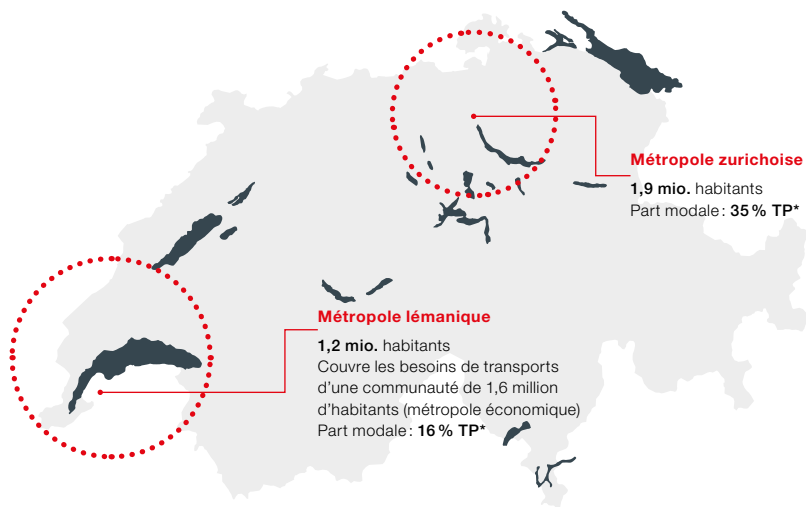 Métropole zurichoise
1,9 mio. habitants
Part modale : 35 % TP*
Métropole lémanique
1,2 mio. habitants
Couvre les besoins de transports
d'une communauté de 1,6 million
d'habitants (métropole économique)
Part modale : 16 % TP*